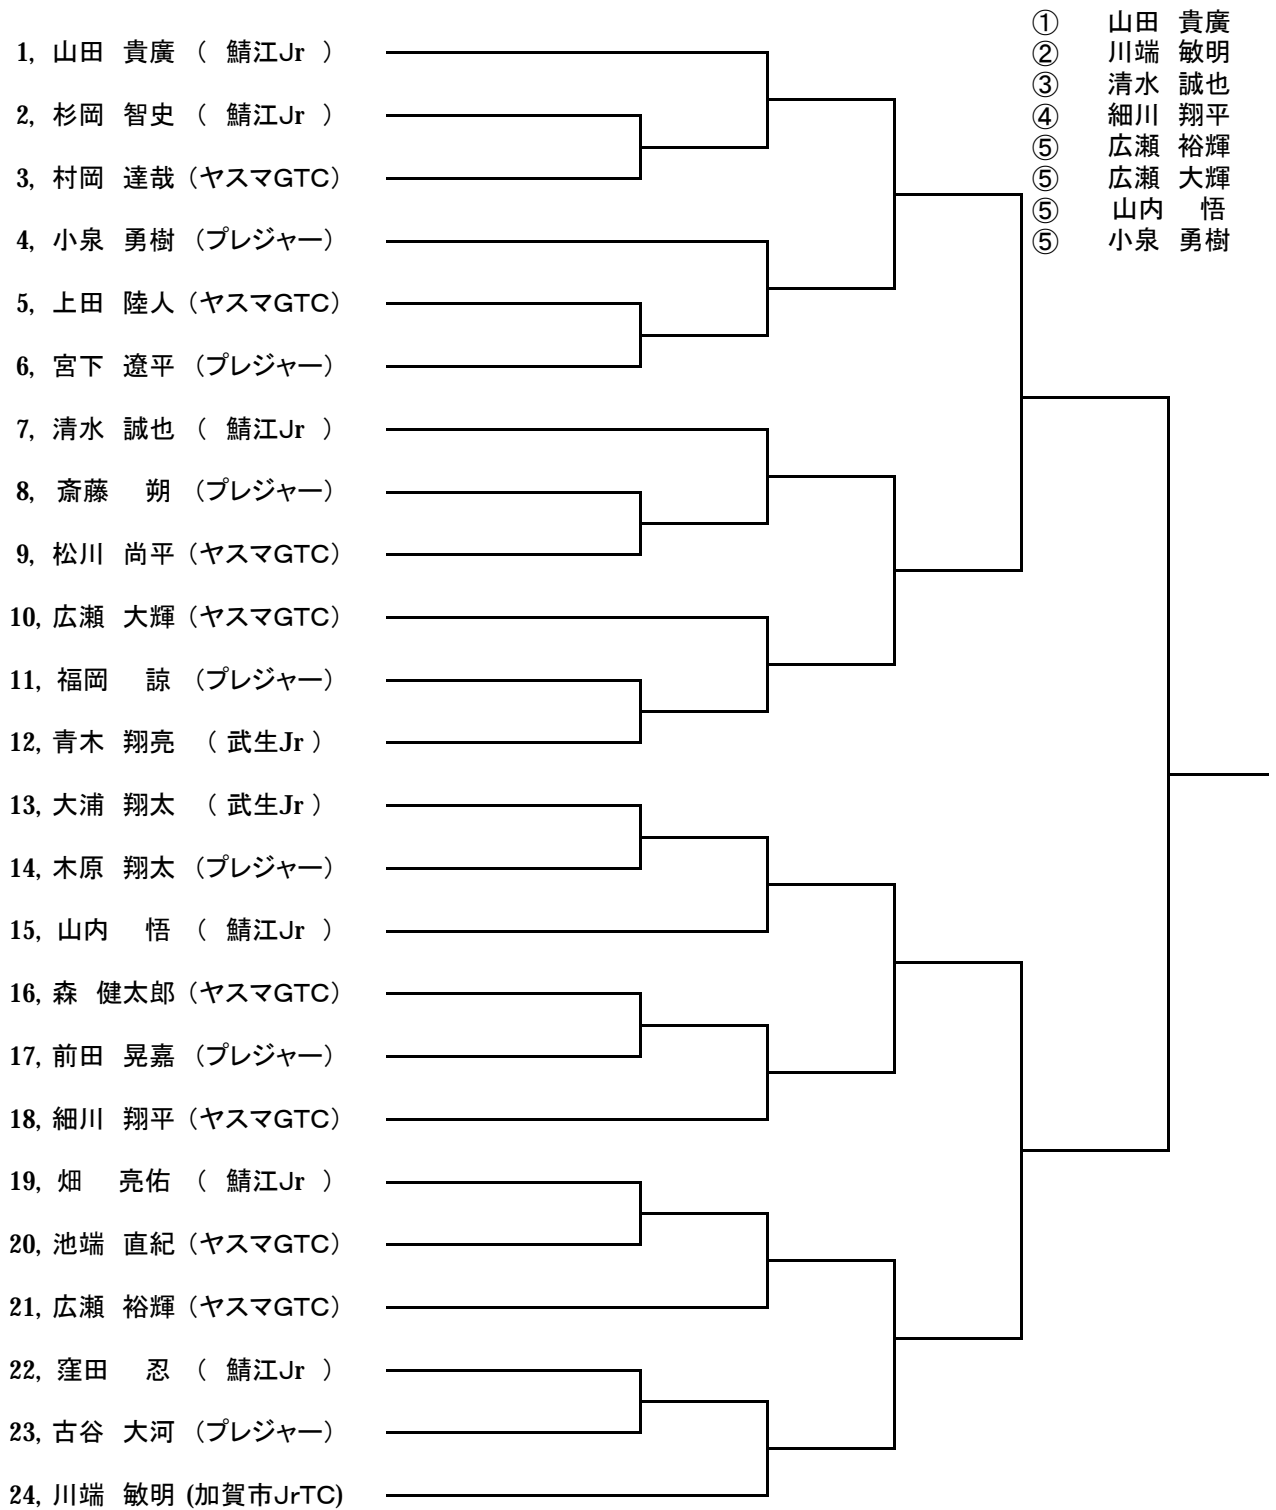 ① 山田 貴廣
② 川端 敏明
③ 清水 誠也
④ 細川 翔平
⑤ 広瀬 裕輝
⑤ 広瀬 大輝
⑤ 山内 悟
⑤ 小泉 勇樹
1, 山田 貴廣 （ 鯖江Jr ）
2, 杉岡 智史 （ 鯖江Jr ）
3, 村岡 達哉 （ヤスマGTC）
4, 小泉 勇樹 （プレジャー）
5, 上田 陸人 （ヤスマGTC）
6, 宮下 遼平 （プレジャー）
7, 清水 誠也 （ 鯖江Jr ）
8, 斎藤 朔 （プレジャー）
9, 松川 尚平 （ヤスマGTC）
10, 広瀬 大輝 （ヤスマGTC）
11, 福岡 諒 （プレジャー）
12, 青木 翔亮 （ 武生Jr ）
13, 大浦 翔太 （ 武生Jr ）
14, 木原 翔太 （プレジャー）
15, 山内 悟 （ 鯖江Jr ）
16, 森 健太郎 （ヤスマGTC）
17, 前田 晃嘉 （プレジャー）
18, 細川 翔平 （ヤスマGTC）
19, 畑 亮佑 （ 鯖江Jr ）
20, 池端 直紀 （ヤスマGTC）
21, 広瀬 裕輝 （ヤスマGTC）
22, 窪田 忍 （ 鯖江Jr ）
23, 古谷 大河 （プレジャー）
24, 川端 敏明 (加賀市JrTC)